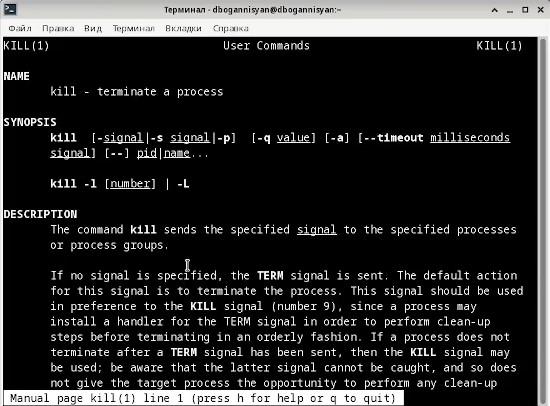 Терминал - dbogannisyan@dbogannisyan:~
Файл Правка Вид Терминал Вкладки Справка
KILL(1) User Commands KILL(1)
NAME
kill - terminate a process
SYNOPSIS
kill [-signal|-s signal|-p] [-q value] [-a] [--timeout milliseconds
signal] [--] pid|name...
kill -l [number] | -L
DESCRIPTION
The command kill sends the specified signal to the specified processes
or process groups.
If no signal is specified, the TERM signal is sent. The default action
for this signal is to terminate the process. This signal should be used
in preference to the KILL signal (number 9), since a process may
install a handler for the TERM signal in order to perform clean-up
steps before terminating in an orderly fashion. If a process does not
terminate after a TERM signal has been sent, then the KILL signal may
be used; be aware that the latter signal cannot be caught, and so does
not give the target process the opportunity to perform any clean-up
Manual page kill(1) line 1 (press h for help or q to quit)